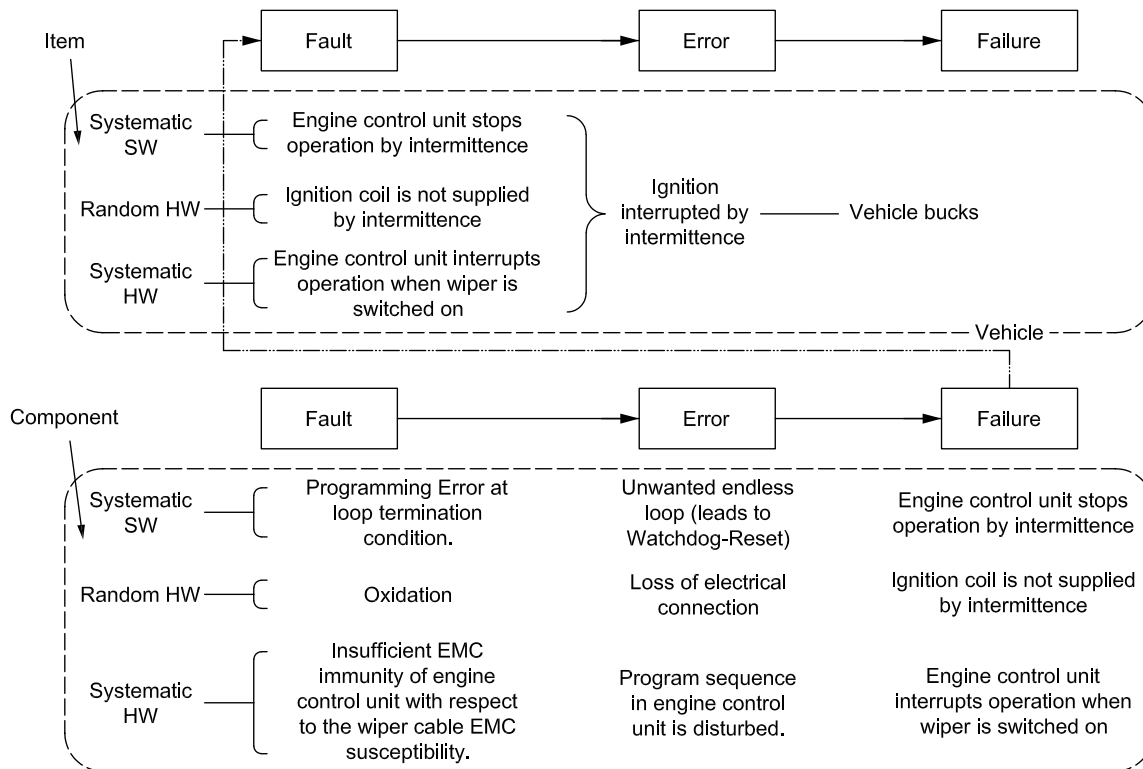 Item
Fault
Error
Failure
Systematic
SW
Engine control unit stops
operation by intermittence
Random HW
Ignition coil is not supplied
by intermittence
Systematic
HW
Engine control unit interrupts
operation when wiper is
switched on
Ignition
interrupted by
intermittence
Vehicle bucks
Vehicle
Component
Fault
Error
Failure
Systematic
SW
Programming Error at
loop termination
condition.
Unwanted endless
loop (leads to
Watchdog-Reset)
Engine control unit stops
operation by intermittence
Random HW
Oxidation
Loss of electrical
connection
Ignition coil is not supplied
by intermittence
Systematic
HW
Insufficient EMC
immunity of engine
control unit with respect
to the wiper cable EMC
susceptibility.
Program sequence
in engine control
unit is disturbed.
Engine control unit
interrupts operation when
wiper is switched on